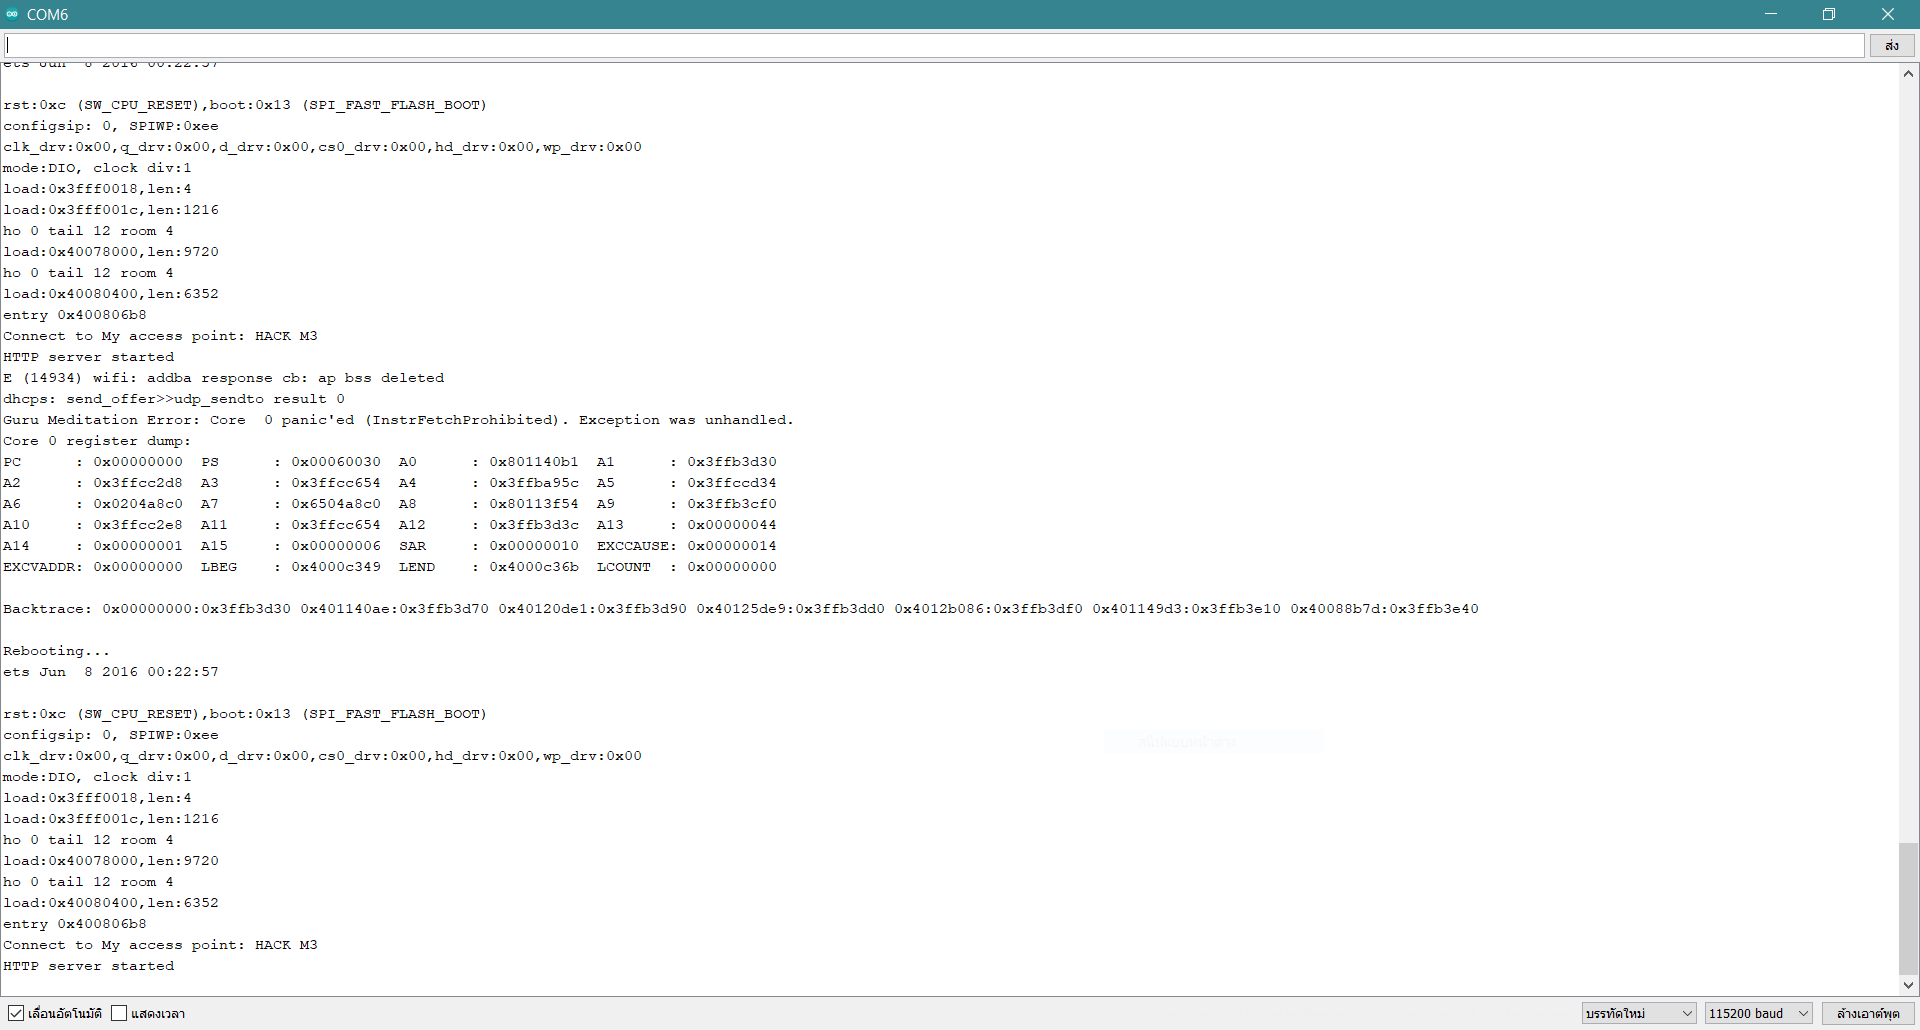 COM6
ส่ง
ets Jun  8 2016 00:22:57
rst:0xc (SW_CPU_RESET),boot:0x13 (SPI_FAST_FLASH_BOOT)
configsip: 0, SPIWP:0xee
clk_drv:0x00,q_drv:0x00,d_drv:0x00,cs0_drv:0x00,hd_drv:0x00,wp_drv:0x00
mode:DIO, clock div:1
load:0x3fff0018,len:4
load:0x3fff001c,len:1216
ho 0 tail 12 room 4
load:0x40078000,len:9720
ho 0 tail 12 room 4
load:0x40080400,len:6352
entry 0x400806b8
Connect to My access point: HACK M3
HTTP server started
E (14934) wifi: addba response cb: ap bss deleted
dhcps: send_offer>>udp_sendto result 0
Guru Meditation Error: Core  0 panic'ed (InstrFetchProhibited). Exception was unhandled.
Core 0 register dump:
PC      : 0x00000000  PS      : 0x00060030  A0      : 0x801140b1  A1      : 0x3ffb3d30
A2      : 0x3ffcc2d8  A3      : 0x3ffcc654  A4      : 0x3ffba95c  A5      : 0x3ffccd34
A6      : 0x0204a8c0  A7      : 0x6504a8c0  A8      : 0x80113f54  A9      : 0x3ffb3cf0
A10     : 0x3ffcc2e8  A11     : 0x3ffcc654  A12     : 0x3ffb3d3c  A13     : 0x00000044
A14     : 0x00000001  A15     : 0x00000006  SAR     : 0x00000010  EXCCAUSE: 0x00000014
EXCVADDR: 0x00000000  LBEG    : 0x4000c349  LEND    : 0x4000c36b  LCOUNT  : 0x00000000
Backtrace: 0x00000000:0x3ffb3d30 0x401140ae:0x3ffb3d70 0x40120de1:0x3ffb3d90 0x40125de9:0x3ffb3dd0 0x4012b086:0x3ffb3df0 0x401149d3:0x3ffb3e10 0x40088b7d:0x3ffb3e40
Rebooting...
ets Jun  8 2016 00:22:57
rst:0xc (SW_CPU_RESET),boot:0x13 (SPI_FAST_FLASH_BOOT)
configsip: 0, SPIWP:0xee
clk_drv:0x00,q_drv:0x00,d_drv:0x00,cs0_drv:0x00,hd_drv:0x00,wp_drv:0x00
mode:DIO, clock div:1
load:0x3fff0018,len:4
load:0x3fff001c,len:1216
ho 0 tail 12 room 4
load:0x40078000,len:9720
ho 0 tail 12 room 4
load:0x40080400,len:6352
entry 0x400806b8
Connect to My access point: HACK M3
HTTP server started
เลื่อนอัตโนมัติ แสดงเวลา บรรทัดใหม่ 115200 baud ล้างเอาต์พุต